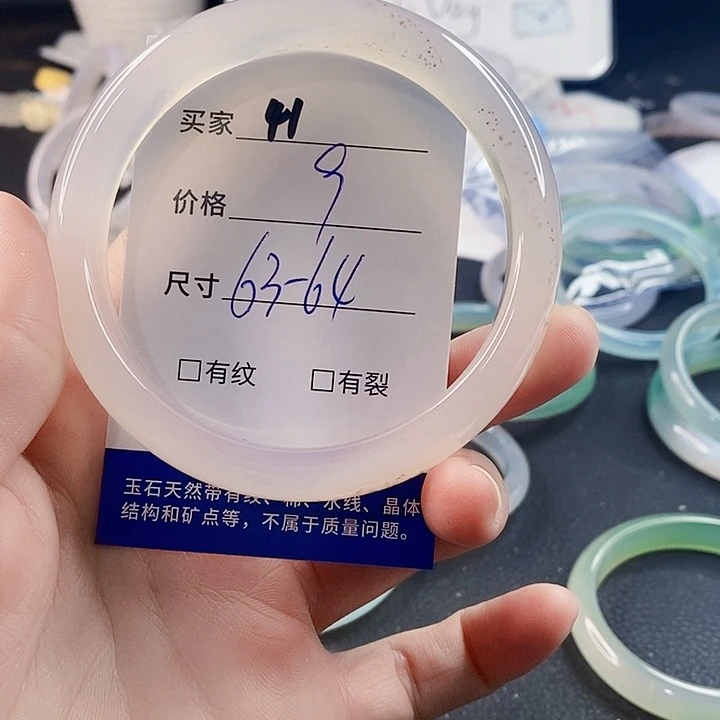 买家 41
价格 9
尺寸 63-64
□有纹 □有裂
玉石天然带有纹、棉、水线、晶体
结构和矿点等，不属于质量问题。